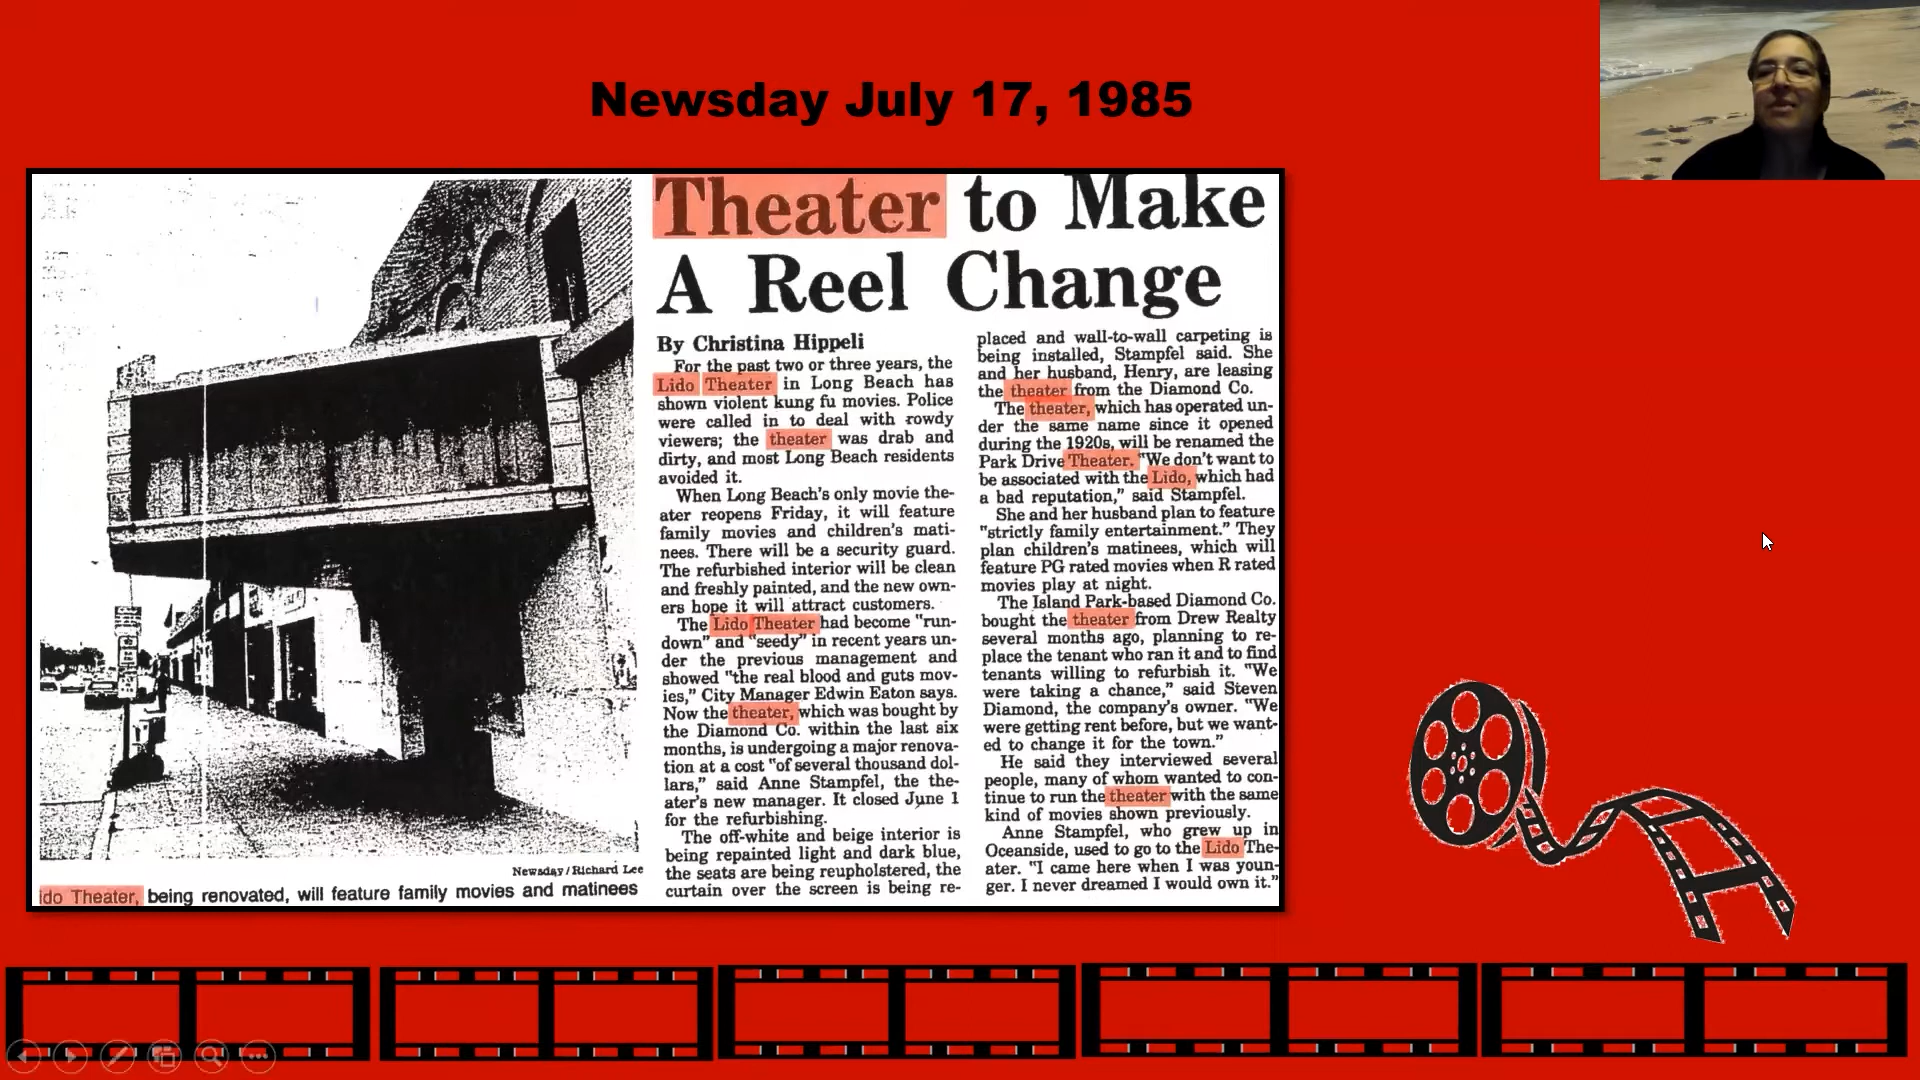 Newsday July 17, 1985
Theater to Make
A Reel Change
By Christina Hippeli
For the past two or three years, the
Lido Theater in Long Beach has
shown violent kung fu movies. Police
were called in to deal with rowdy
viewers; the theater was drab and
dirty, and most Long Beach residents
avoided it.
When Long Beach's only movie the-
ater reopens Friday, it will feature
family movies and children's mati-
nees. There will be a security guard.
The refurbished interior will be clean
and freshly painted, and the new own-
ers hope it will attract customers.
The Lido Theater had become "run-
down" and "seedy" in recent years un-
der the previous management and
showed "the real blood and guts mov-
ies," City Manager Edwin Eaton says.
Now the theater, which was bought by
the Diamond Co. within the last six
months, is undergoing a major renova-
tion at a cost "of several thousand dol-
lars," said Anne Stampfel, the the-
ater's new manager. It closed June 1
for the refurbishing.
The off-white and beige interior is
being repainted light and dark blue,
the seats are being reupholstered, the
curtain over the screen is being re-
placed and wall-to-wall carpeting is
being installed, Stampfel said. She
and her husband, Henry, are leasing
the theater from the Diamond Co.
The theater, which has operated un-
der the same name since it opened
during the 1920s, will be renamed the
Park Drive Theater. "We don't want to
be associated with the Lido, which had
a bad reputation," said Stampfel.
She and her husband plan to feature
"strictly family entertainment." They
plan children's matinees, which will
feature PG rated movies when R rated
movies play at night.
The Island Park-based Diamond Co.
bought the theater from Drew Realty
several months ago, planning to re-
place the tenant who ran it and to find
tenants willing to refurbish it. "We
were taking a chance," said Steven
Diamond, the company's owner. "We
were getting rent before, but we want-
ed to change it for the town."
He said they interviewed several
people, many of whom wanted to con-
tinue to run the theater with the same
kind of movies shown previously.
Anne Stampfel, who grew up in
Oceanside, used to go to the Lido The-
ater. "I came here when I was youn-
ger. I never dreamed I would own it."
Newsday / Richard Lee
ido Theater, being renovated, will feature family movies and matinees